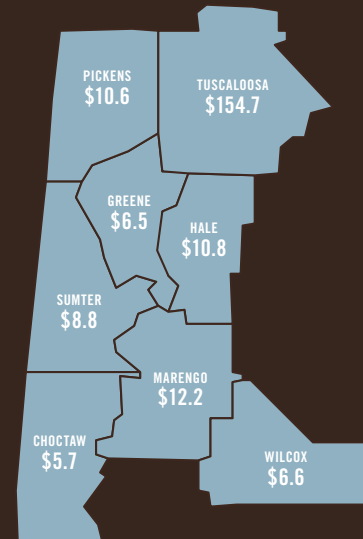 PICKENS
$10.6
TUSCALOOSA
$154.7
GREENE
$6.5
HALE
$10.8
SUMTER
$8.8
MARENGO
$12.2
CHOCTAW
$5.7
WILCOX
$6.6